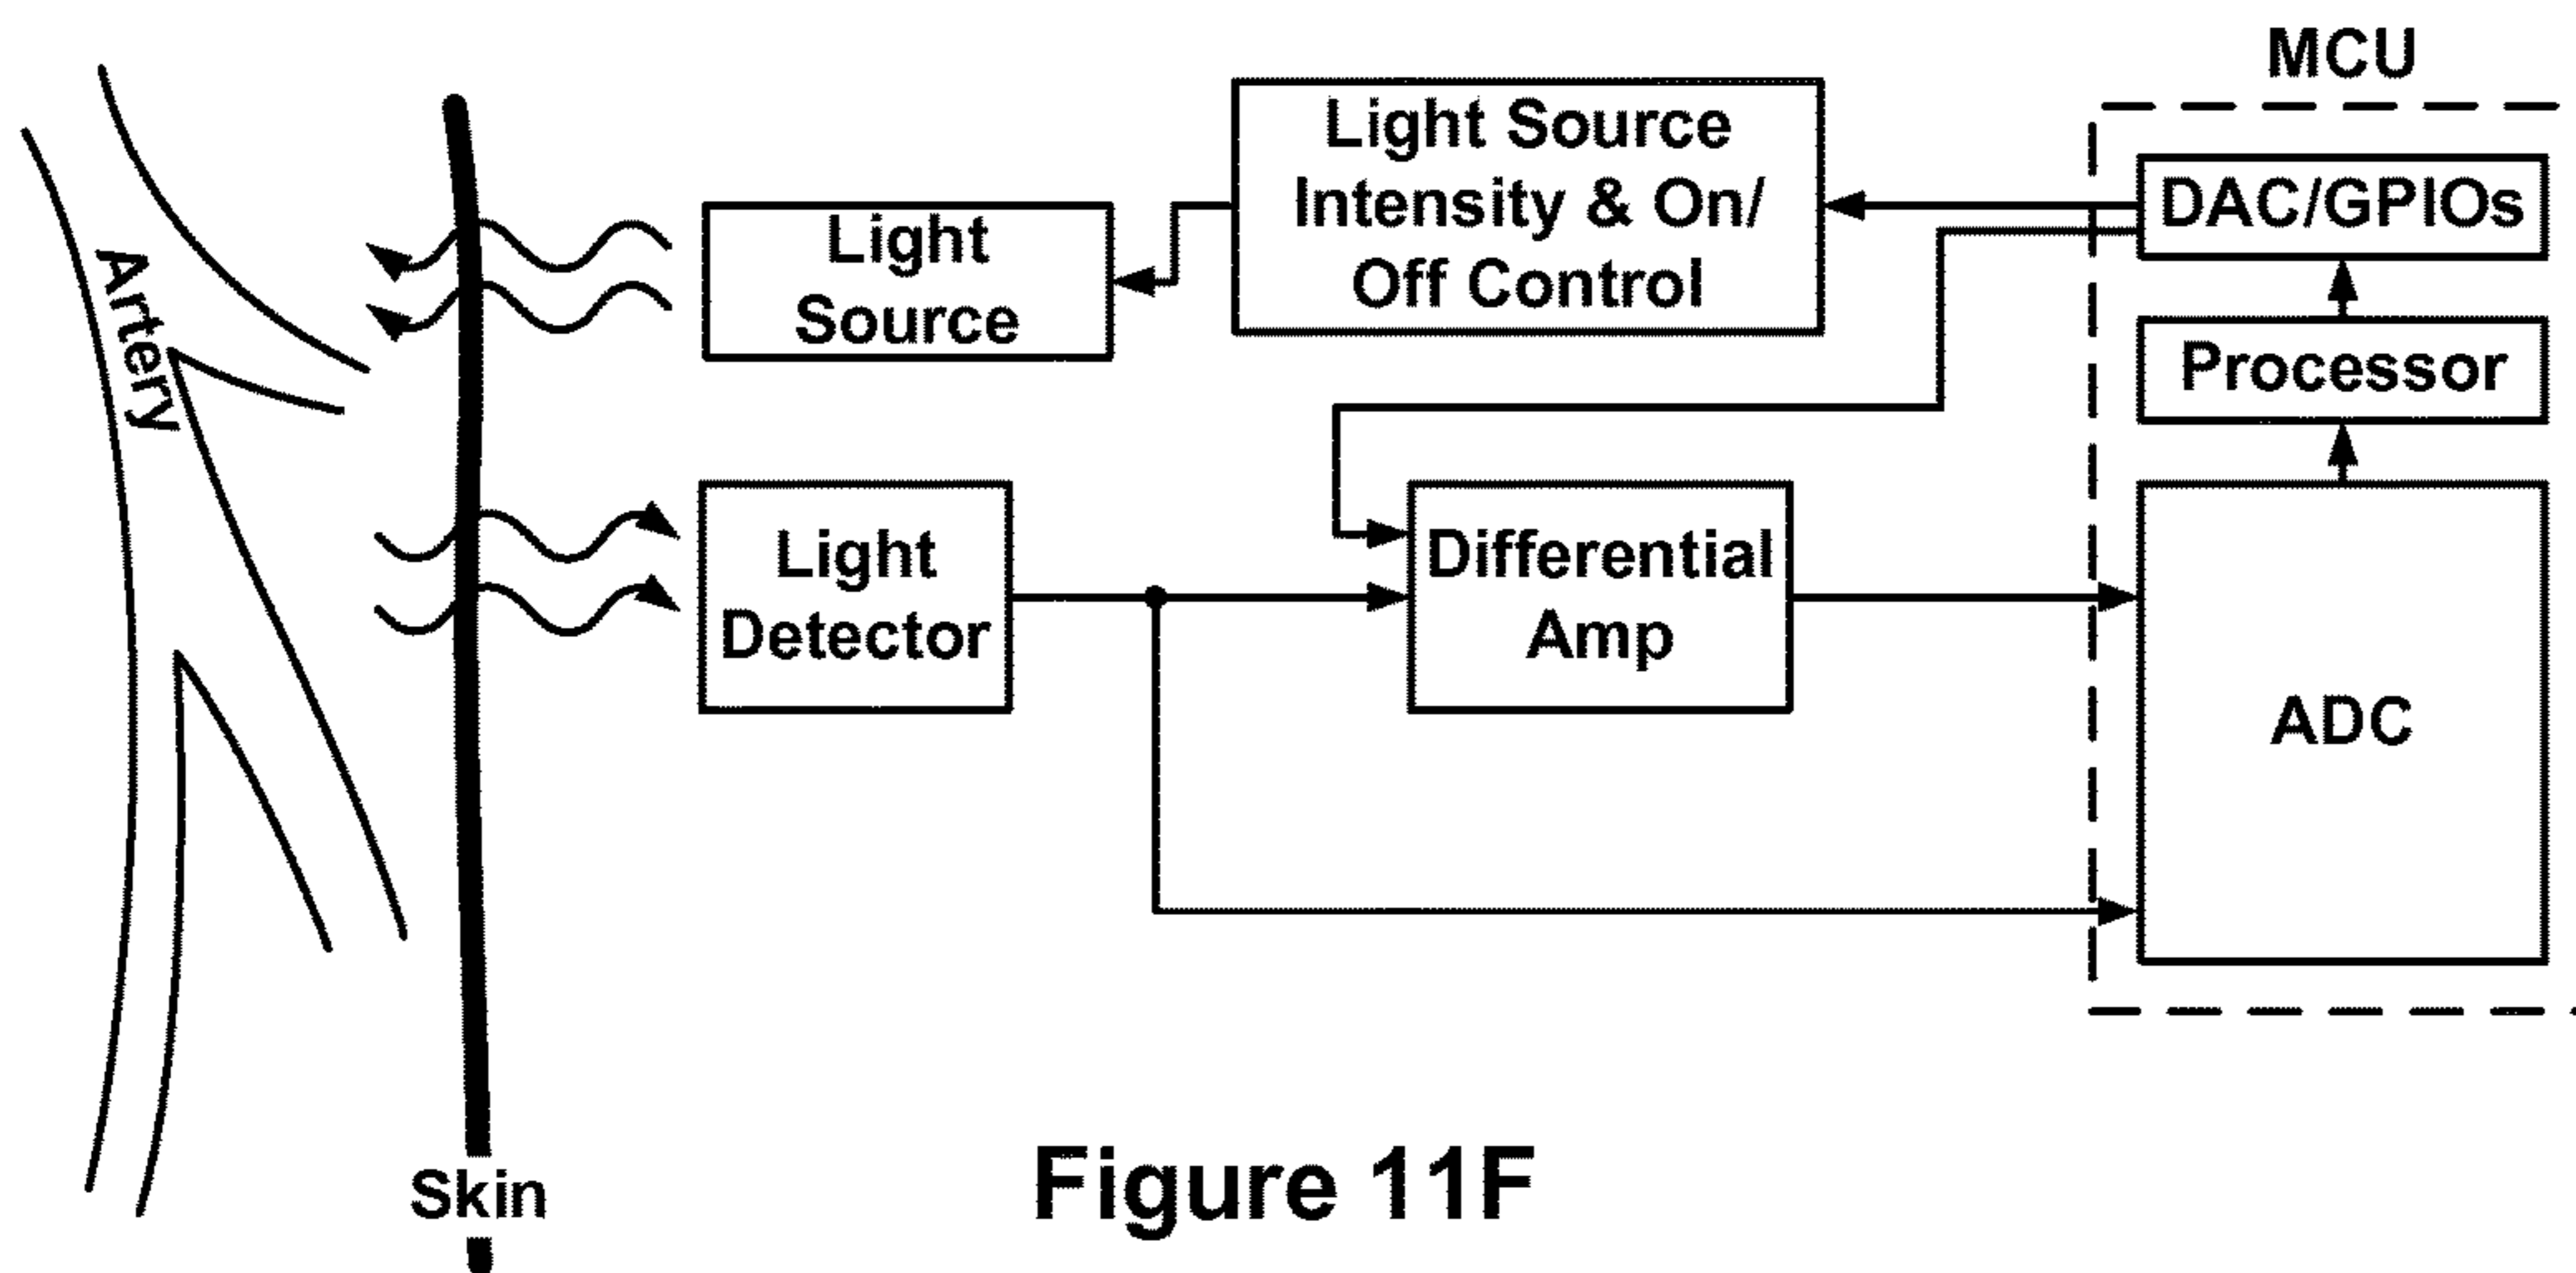 MCU
Light Source
Intensity & On/
Off Control
DAC/GPIOs
Light
Source
Processor
Artery
Light
Detector
Differential
Amp
ADC
Skin
Figure 11F